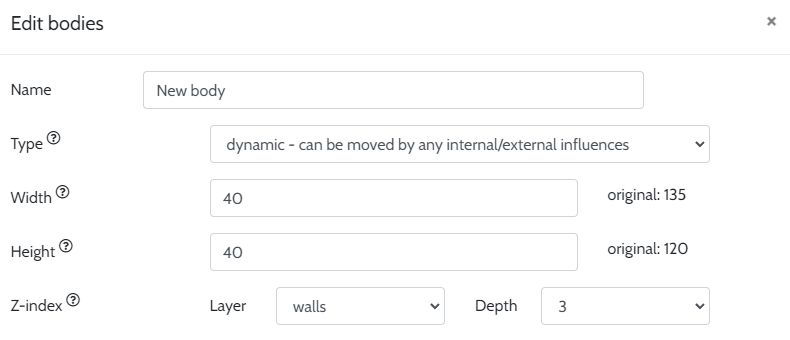 Edit bodies ×
Name New body
Type ? dynamic - can be moved by any internal/external influences
Width ? 40 original: 135
Height ? 40 original: 120
Z-index ? Layer walls Depth 3